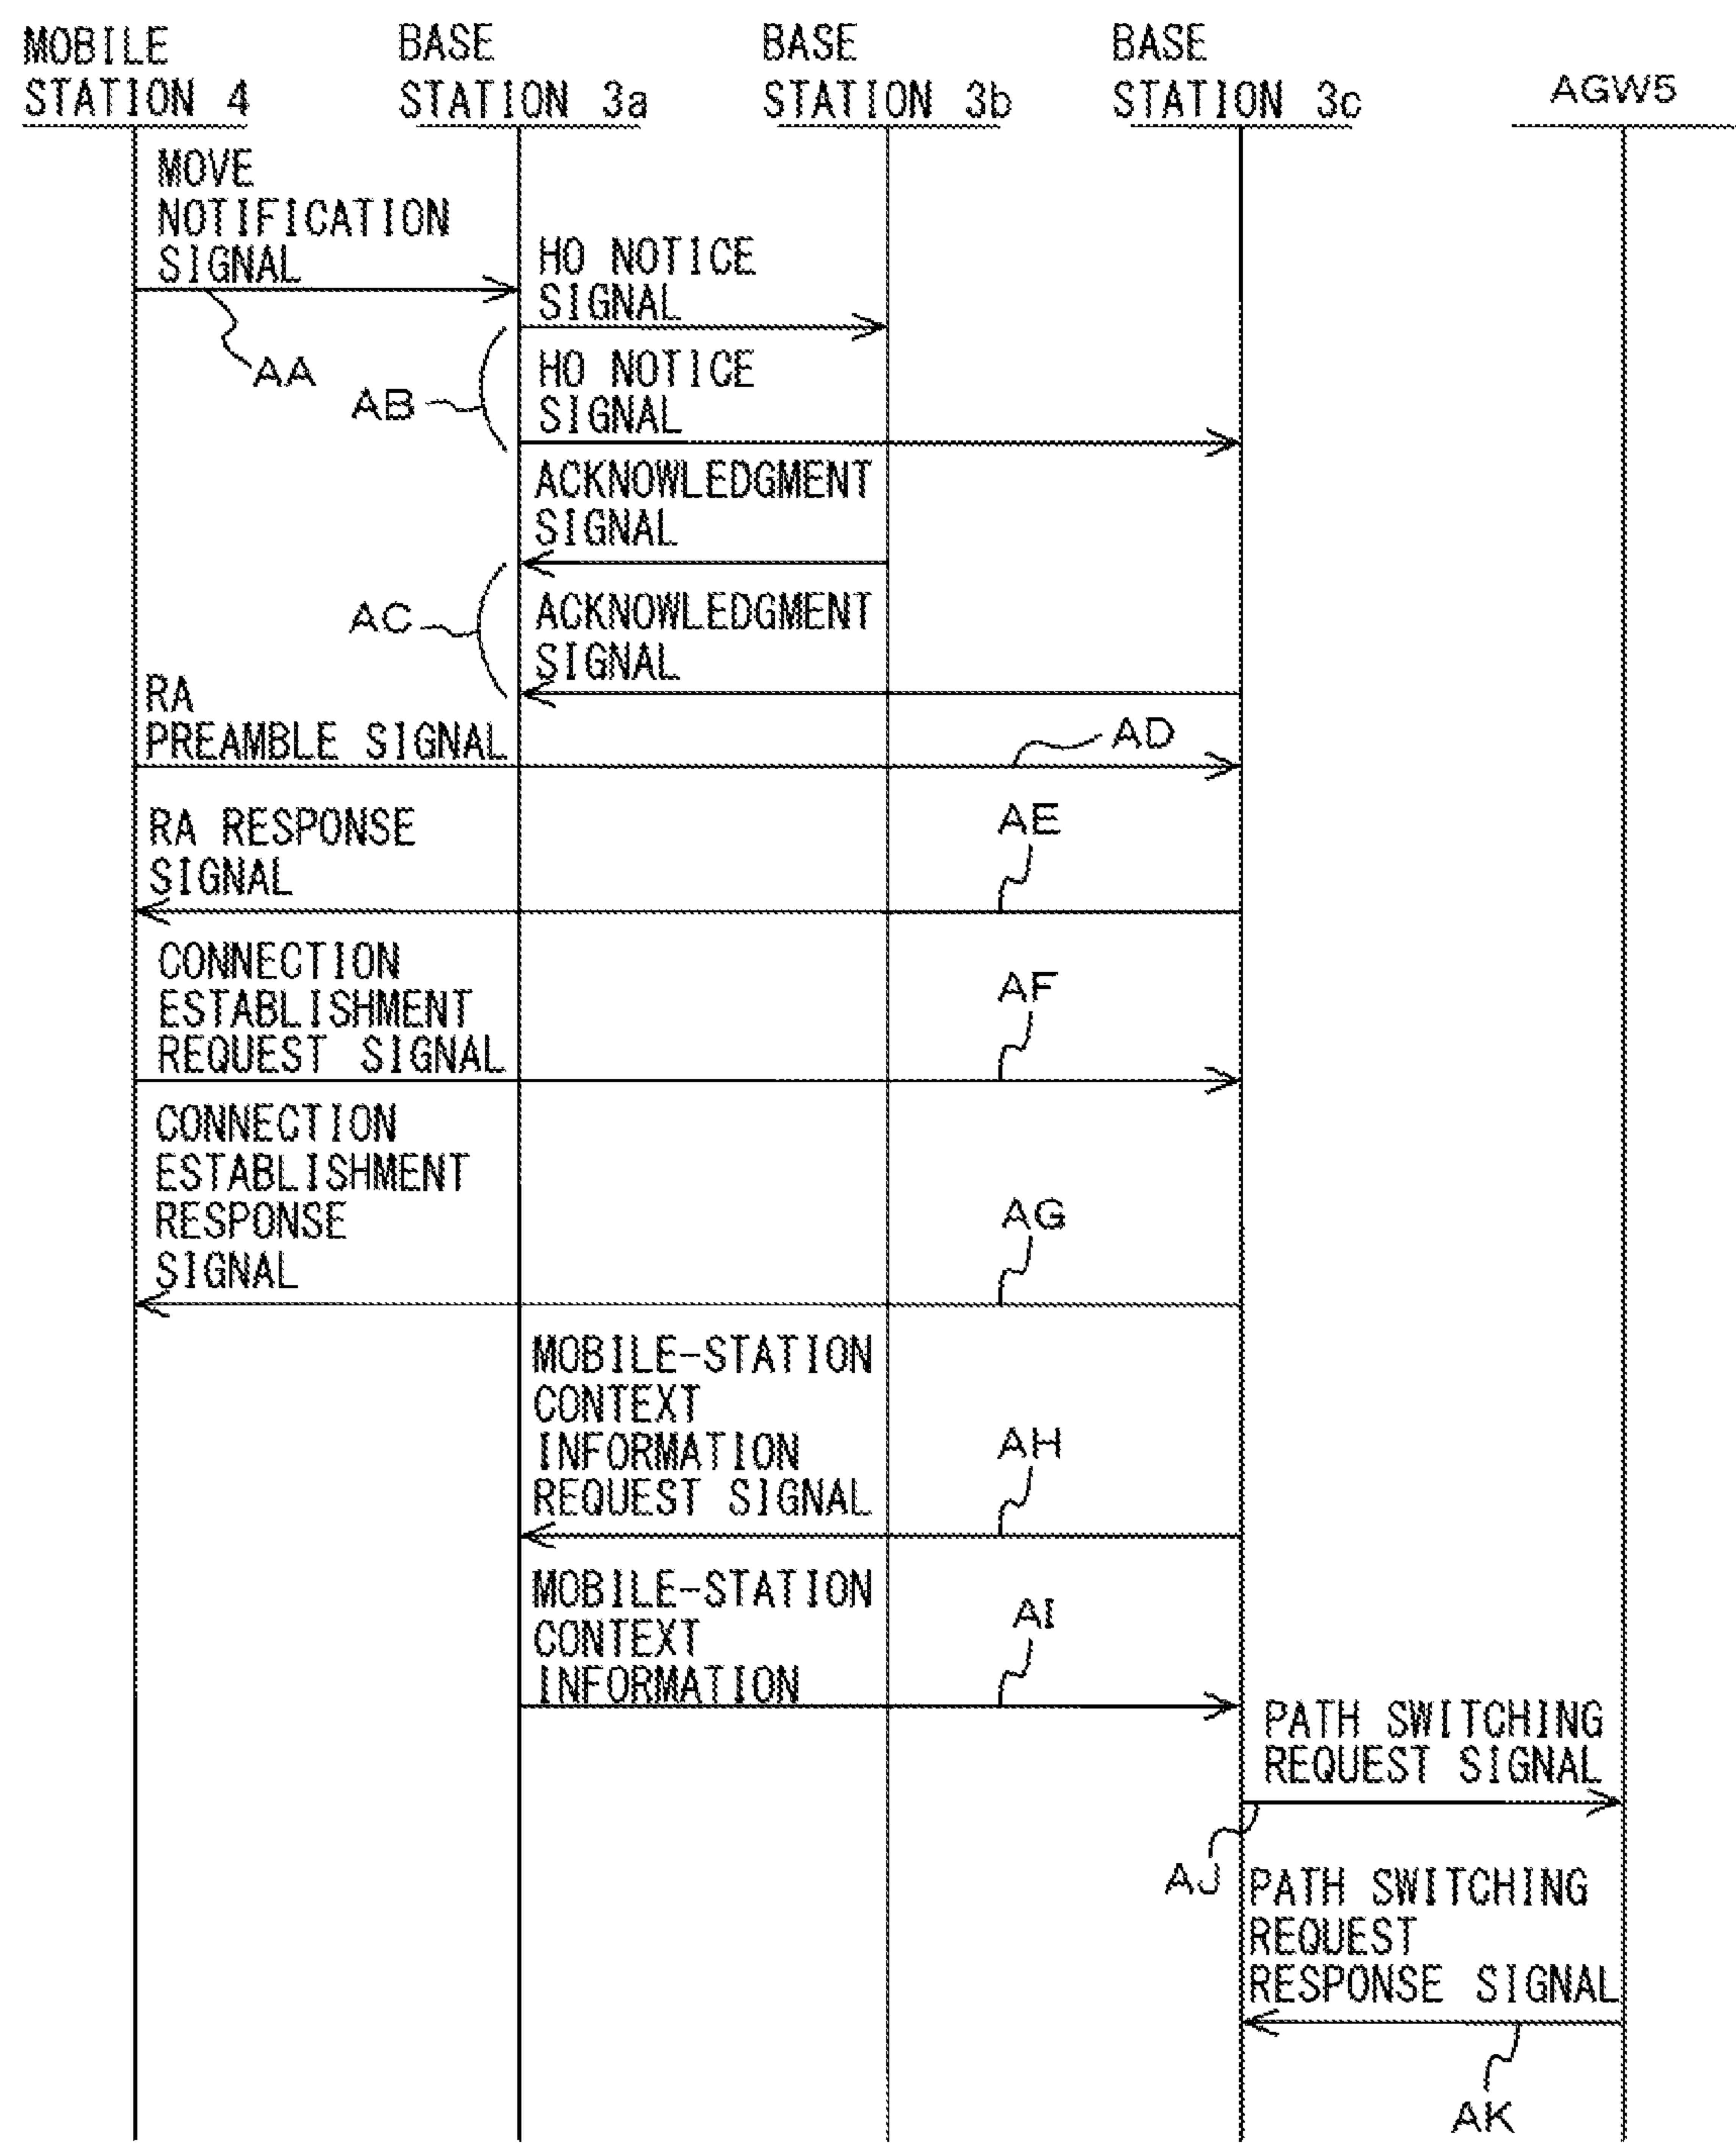 MOBILE
STATION 4
BASE
STATION 3a
BASE
STATION 3b
BASE
STATION 3c
AGW5
MOVE
NOTIFICATION
SIGNAL
AA
HO NOTICE
SIGNAL
AB
HO NOTICE
SIGNAL
ACKNOWLEDGMENT
SIGNAL
AC
ACKNOWLEDGMENT
SIGNAL
RA
PREAMBLE SIGNAL
AD
RA RESPONSE
SIGNAL
AE
CONNECTION
ESTABLISHMENT
REQUEST SIGNAL
AF
CONNECTION
ESTABLISHMENT
RESPONSE
SIGNAL
AG
MOBILE-STATION
CONTEXT
INFORMATION
REQUEST SIGNAL
AH
MOBILE-STATION
CONTEXT
INFORMATION
AI
PATH SWITCHING
REQUEST SIGNAL
AJ
PATH SWITCHING
REQUEST
RESPONSE SIGNAL
AK